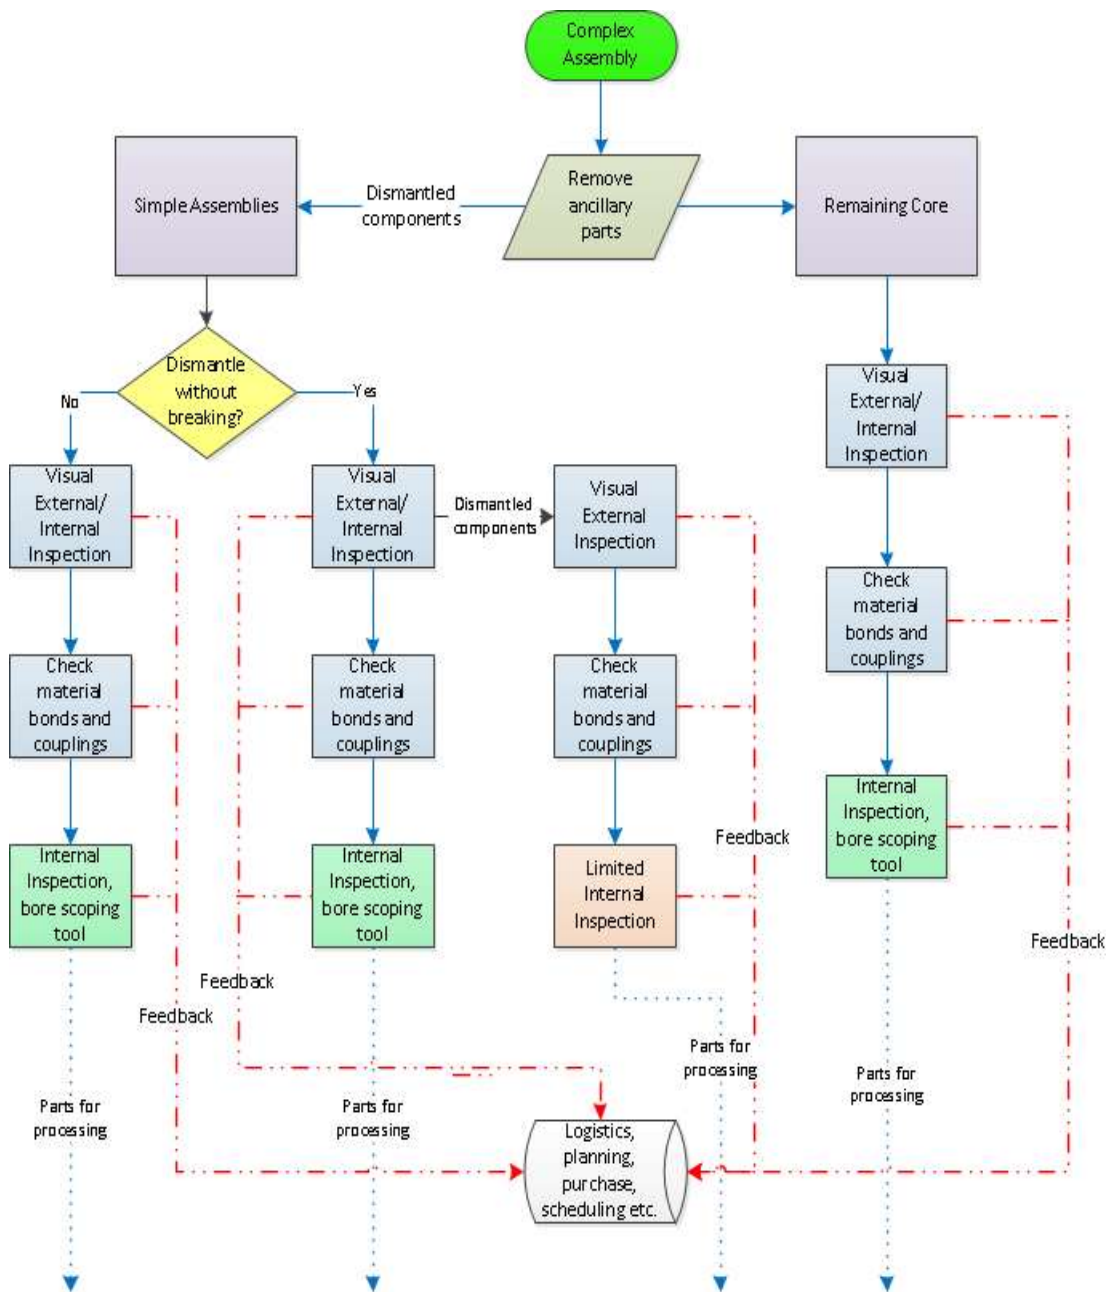 Complex
Assembly
Simple Assemblies
Dismantled
components
Remove
ancillary
parts
Remaining Core
Dismantle
without
breaking?
No
Yes
Visual
External/
Internal
Inspection
Visual
External/
Internal
Inspection
Visual
External/
Internal
Inspection
Dismantled
components
Visual
External
Inspection
Check
material
bonds and
couplings
Check
material
bonds and
couplings
Check
material
bonds and
couplings
Check
material
bonds and
couplings
Internal
Inspection,
bore scoping
tool
Internal
Inspection,
bore scoping
tool
Internal
Inspection,
bore scoping
tool
Limited
Internal
Inspection
Feedback
Feedback
Feedback
Feedback
Parts for
processing
Parts for
processing
Parts for
processing
Parts for
processing
Logistics,
planning,
purchase,
scheduling etc.